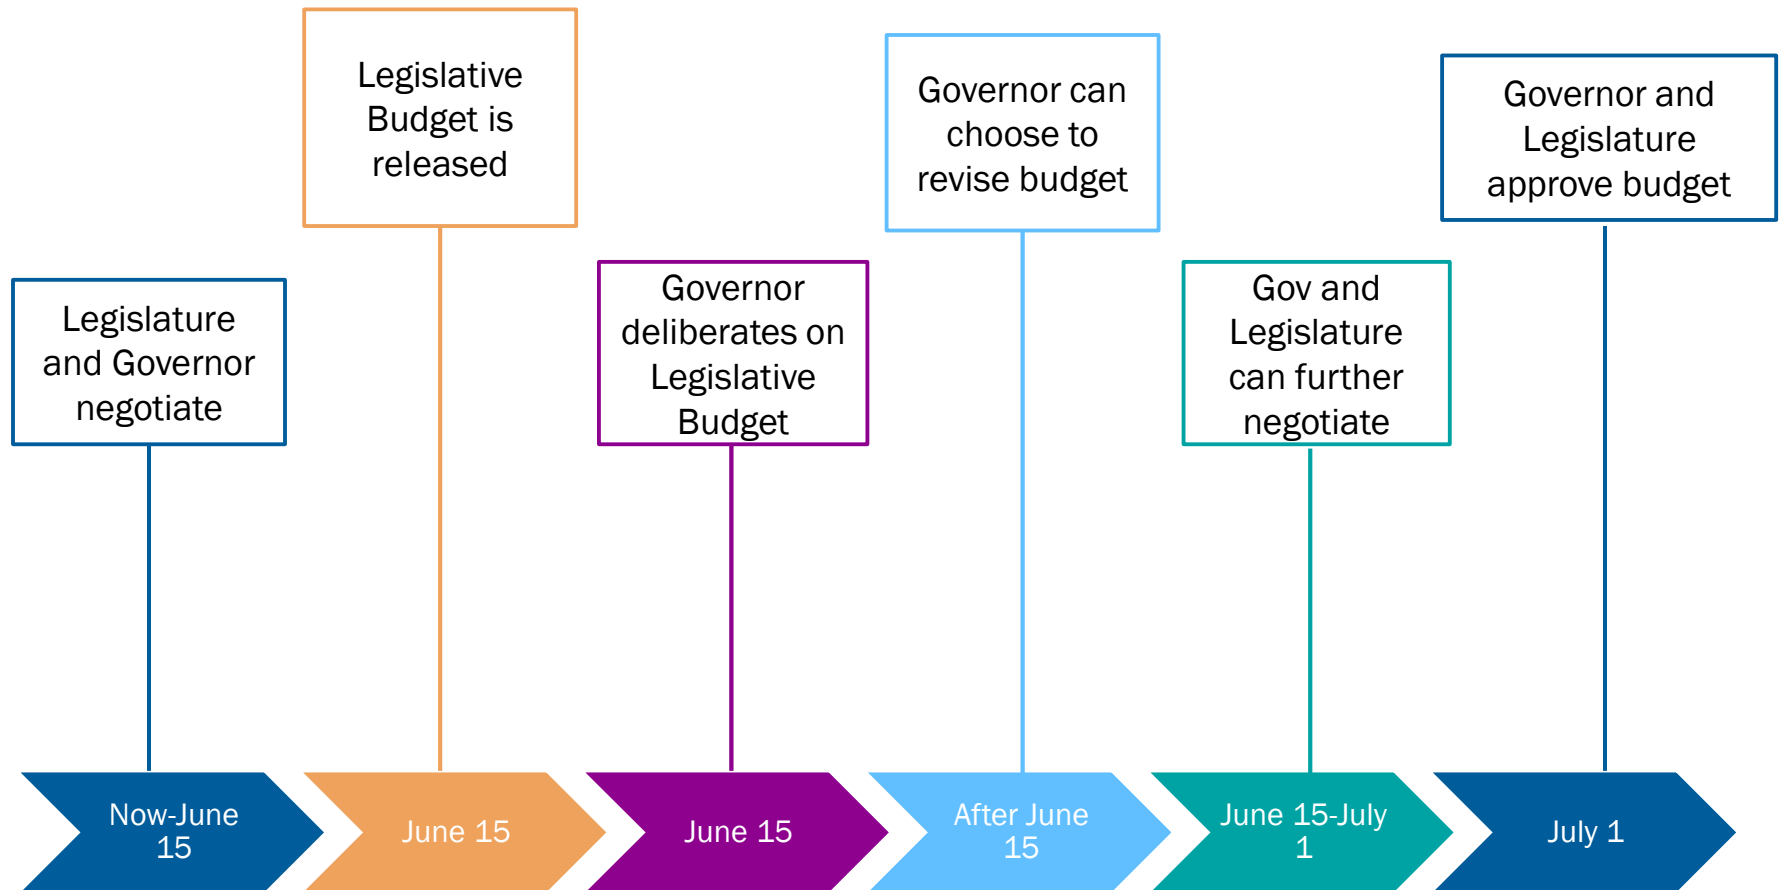 Legislature
and Governor
negotiate
Legislative
Budget is
released
Governor
deliberates on
Legislative
Budget
Governor can
choose to
revise budget
Gov and
Legislature
can further
negotiate
Governor and
Legislature
approve budget
Now-June
15
June 15
June 15
After June
15
June 15-July
1
July 1